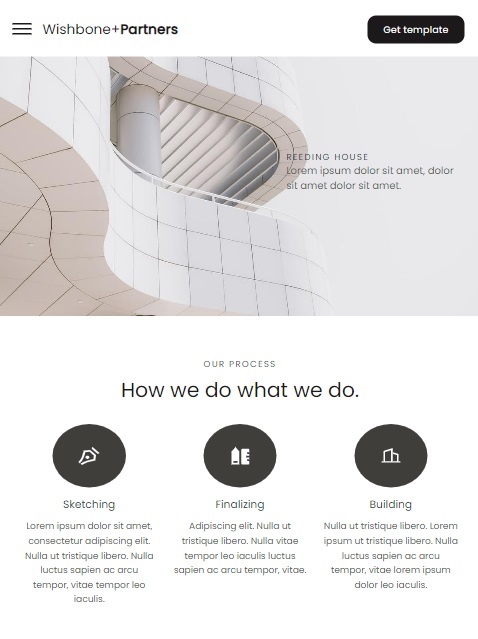 Wishbone+Partners
Get template
REEDING HOUSE
Lorem ipsum dolor sit amet, dolor
sit amet dolor sit amet.
OUR PROCESS
How we do what we do.
Sketching
Lorem ipsum dolor sit amet,
consectetur adipiscing elit.
Nulla ut tristique libero. Nulla
luctus sapien ac arcu
tempor, vitae tempor leo
iaculis.
Finalizing
Adipiscing elit. Nulla ut
tristique libero. Nulla vitae
tempor leo iaculis luctus
sapien ac arcu tempor, vitae.
Building
Nulla ut tristique libero. Lorem
ipsum ut tristique libero. Nulla
luctus sapien ac arcu
tempor, vitae lorem ipsum
dolor leo iaculis.